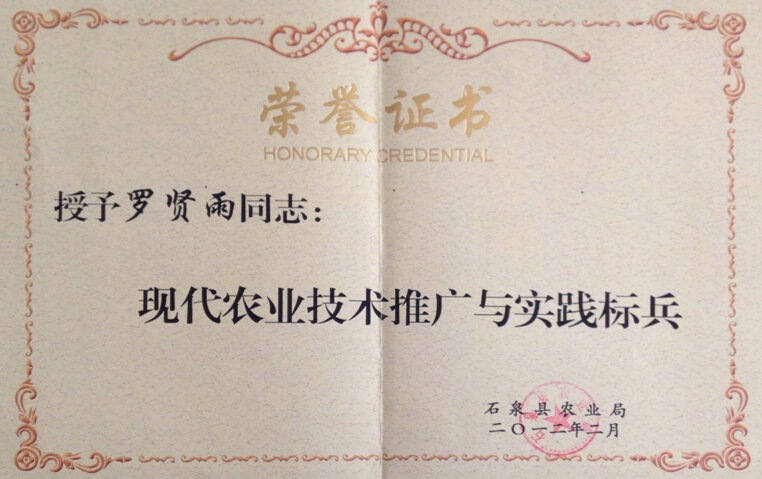 荣誉证书
HONORARY CREDENTIAL
授予罗贤雨同志：
现代农业技术推广与实践标兵
石泉县农业局
二〇一二年二月